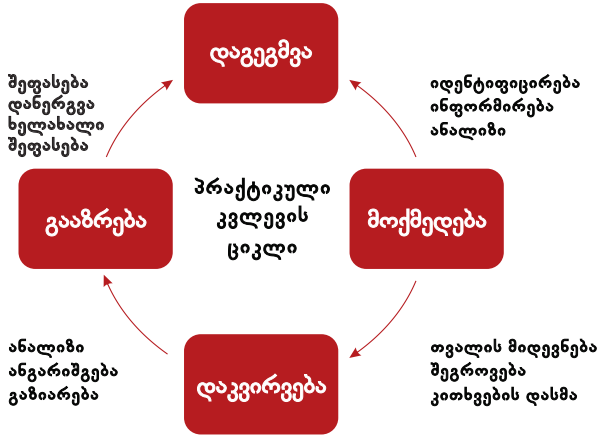 დაგეგმვა
შეფასება
დანერგვა
ხელახალი
შეფასება
იდენტიფიცირება
ინფორმირება
ანალიზი
გააზრება
პრაქტიკული
კვლევის
ციკლი
მოქმედება
ანალიზი
ანგარიშგება
გაზიარება
დაკვირვება
თვალის მიდევნება
შეგროვება
კითხვების დასმა